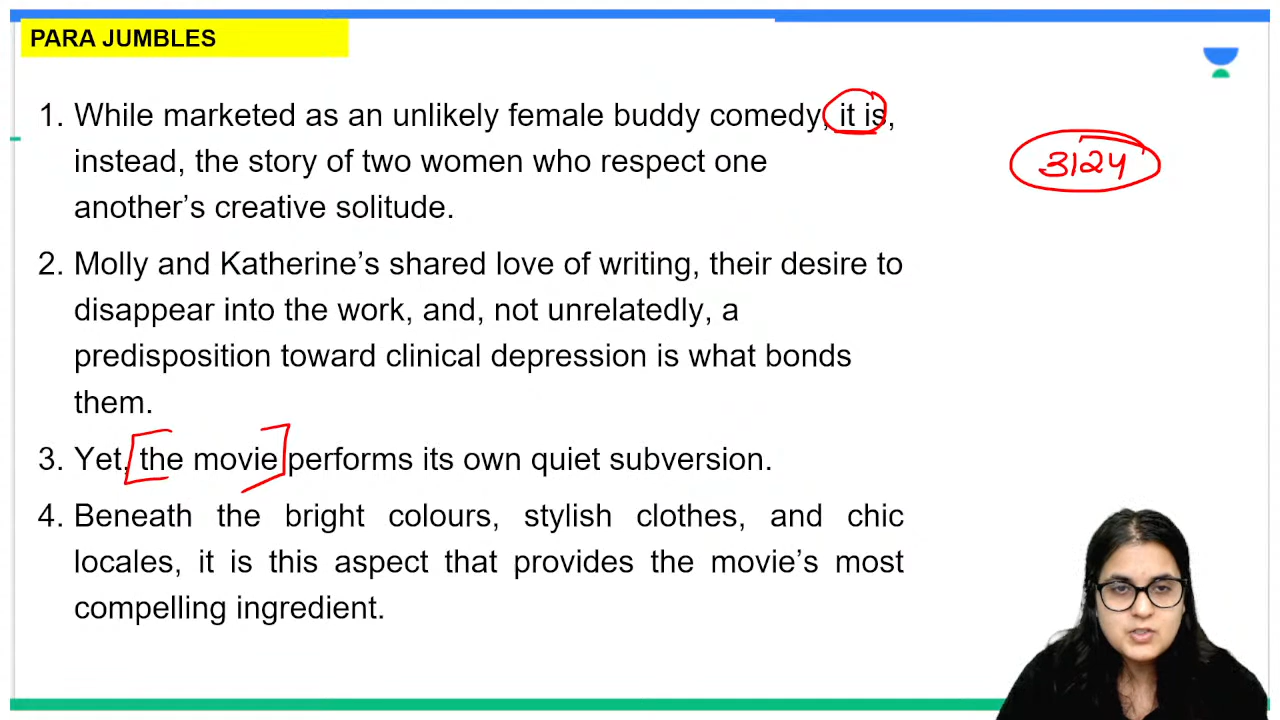 PARA JUMBLES
1. While marketed as an unlikely female buddy comedy, it is,
instead, the story of two women who respect one
another's creative solitude.
3124
2. Molly and Katherine's shared love of writing, their desire to
disappear into the work, and, not unrelatedly, a
predisposition toward clinical depression is what bonds
them.
3. Yet, the movie performs its own quiet subversion.
4. Beneath the bright colours, stylish clothes, and chic
locales, it is this aspect that provides the movie's most
compelling ingredient.